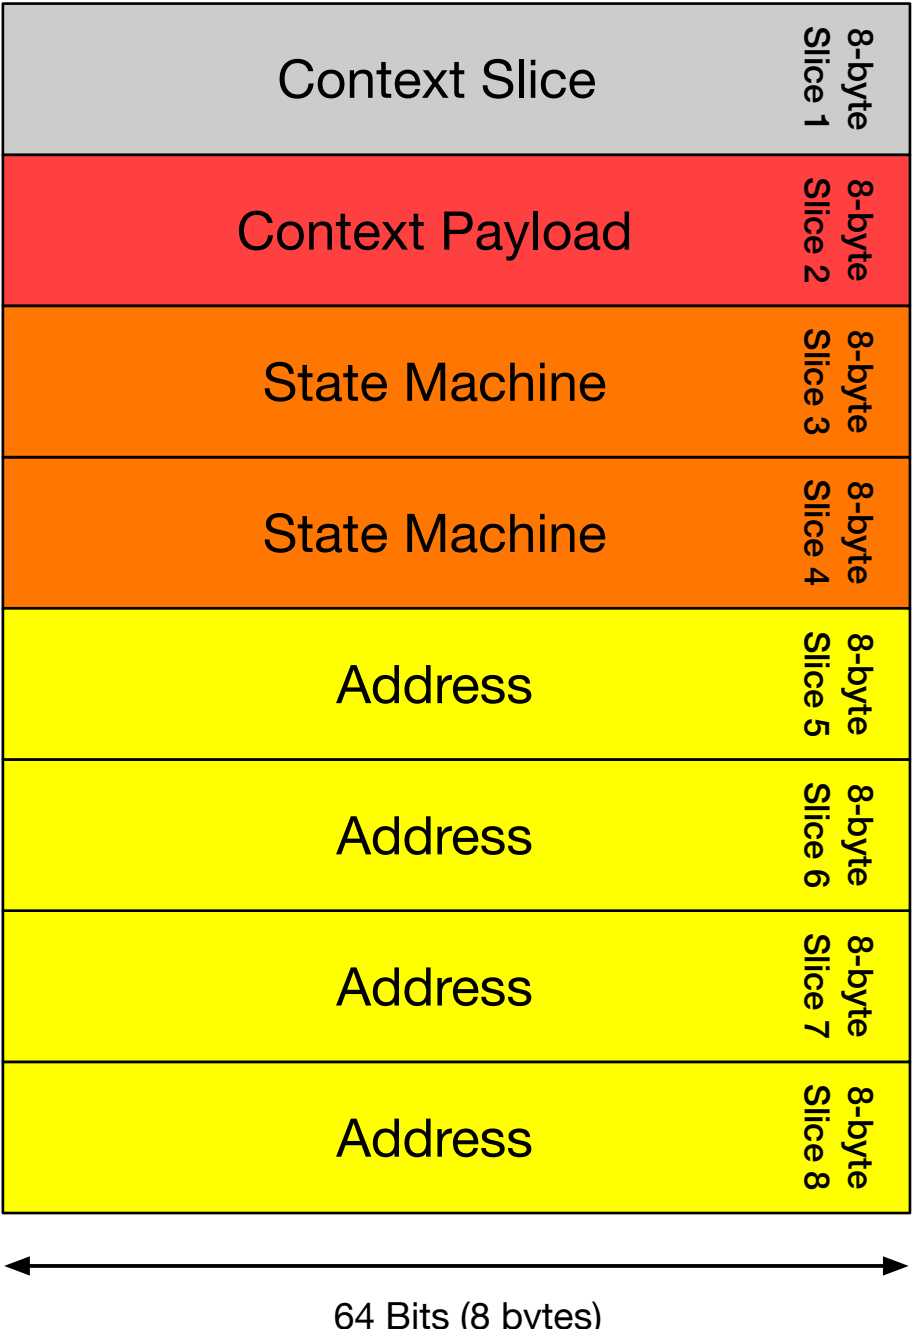 Context Slice
8-byte
Slice 1
Context Payload
8-byte
Slice 2
State Machine
8-byte
Slice 3
State Machine
8-byte
Slice 4
Address
8-byte
Slice 5
Address
8-byte
Slice 6
Address
8-byte
Slice 7
Address
8-byte
Slice 8
64 Bits (8 bytes)